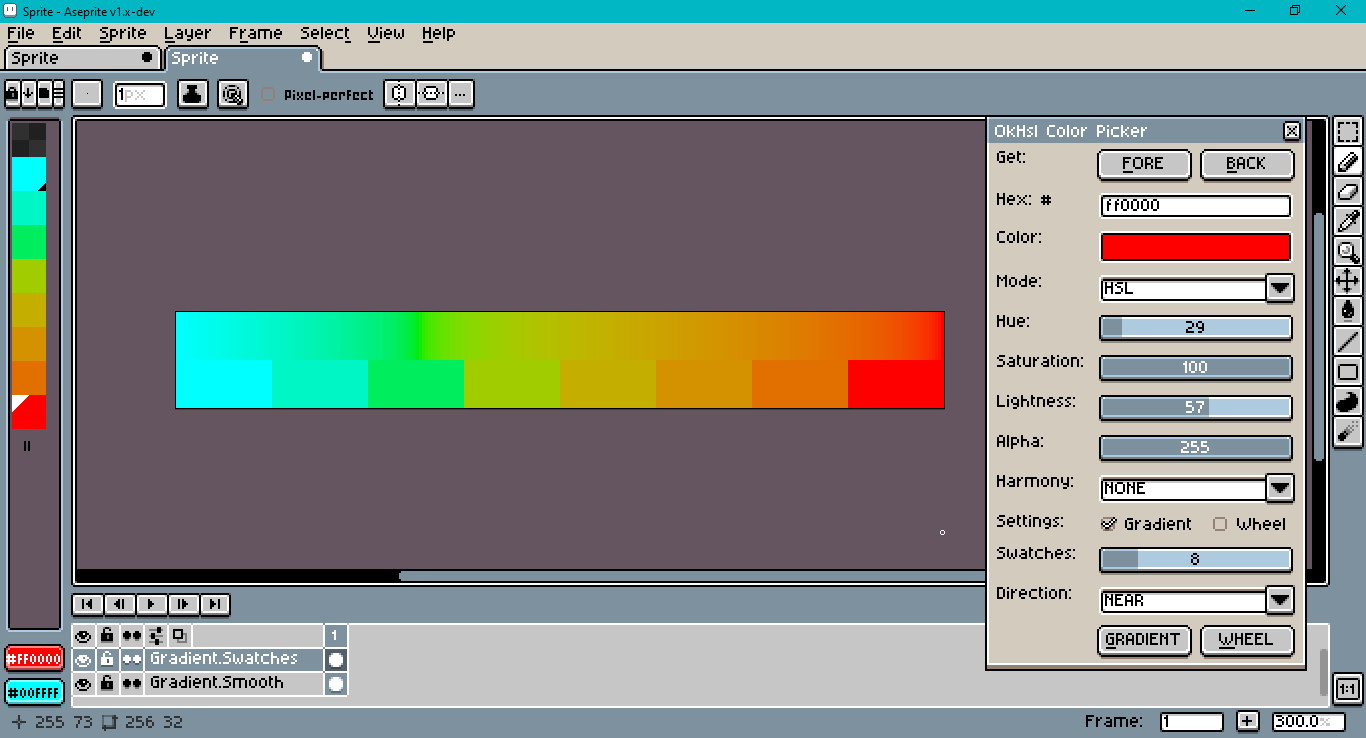 Sprite - Aseprite v1.x-dev
File Edit Sprite Layer Frame Select View Help
Sprite Sprite
1px Pixel-perfect
OkHsl Color Picker
Get: FORE BACK
Hex: # ff0000
Color:
Mode: HSL
Hue: 29
Saturation: 100
Lightness: 57
Alpha: 255
Harmony: NONE
Settings: Gradient Wheel
Swatches: 8
Direction: NEAR
GRADIENT WHEEL
1
#FF0000 Gradient.Swatches
#00FFFF Gradient.Smooth
1:1
255 73 256 32 Frame: 1 + 300.0%